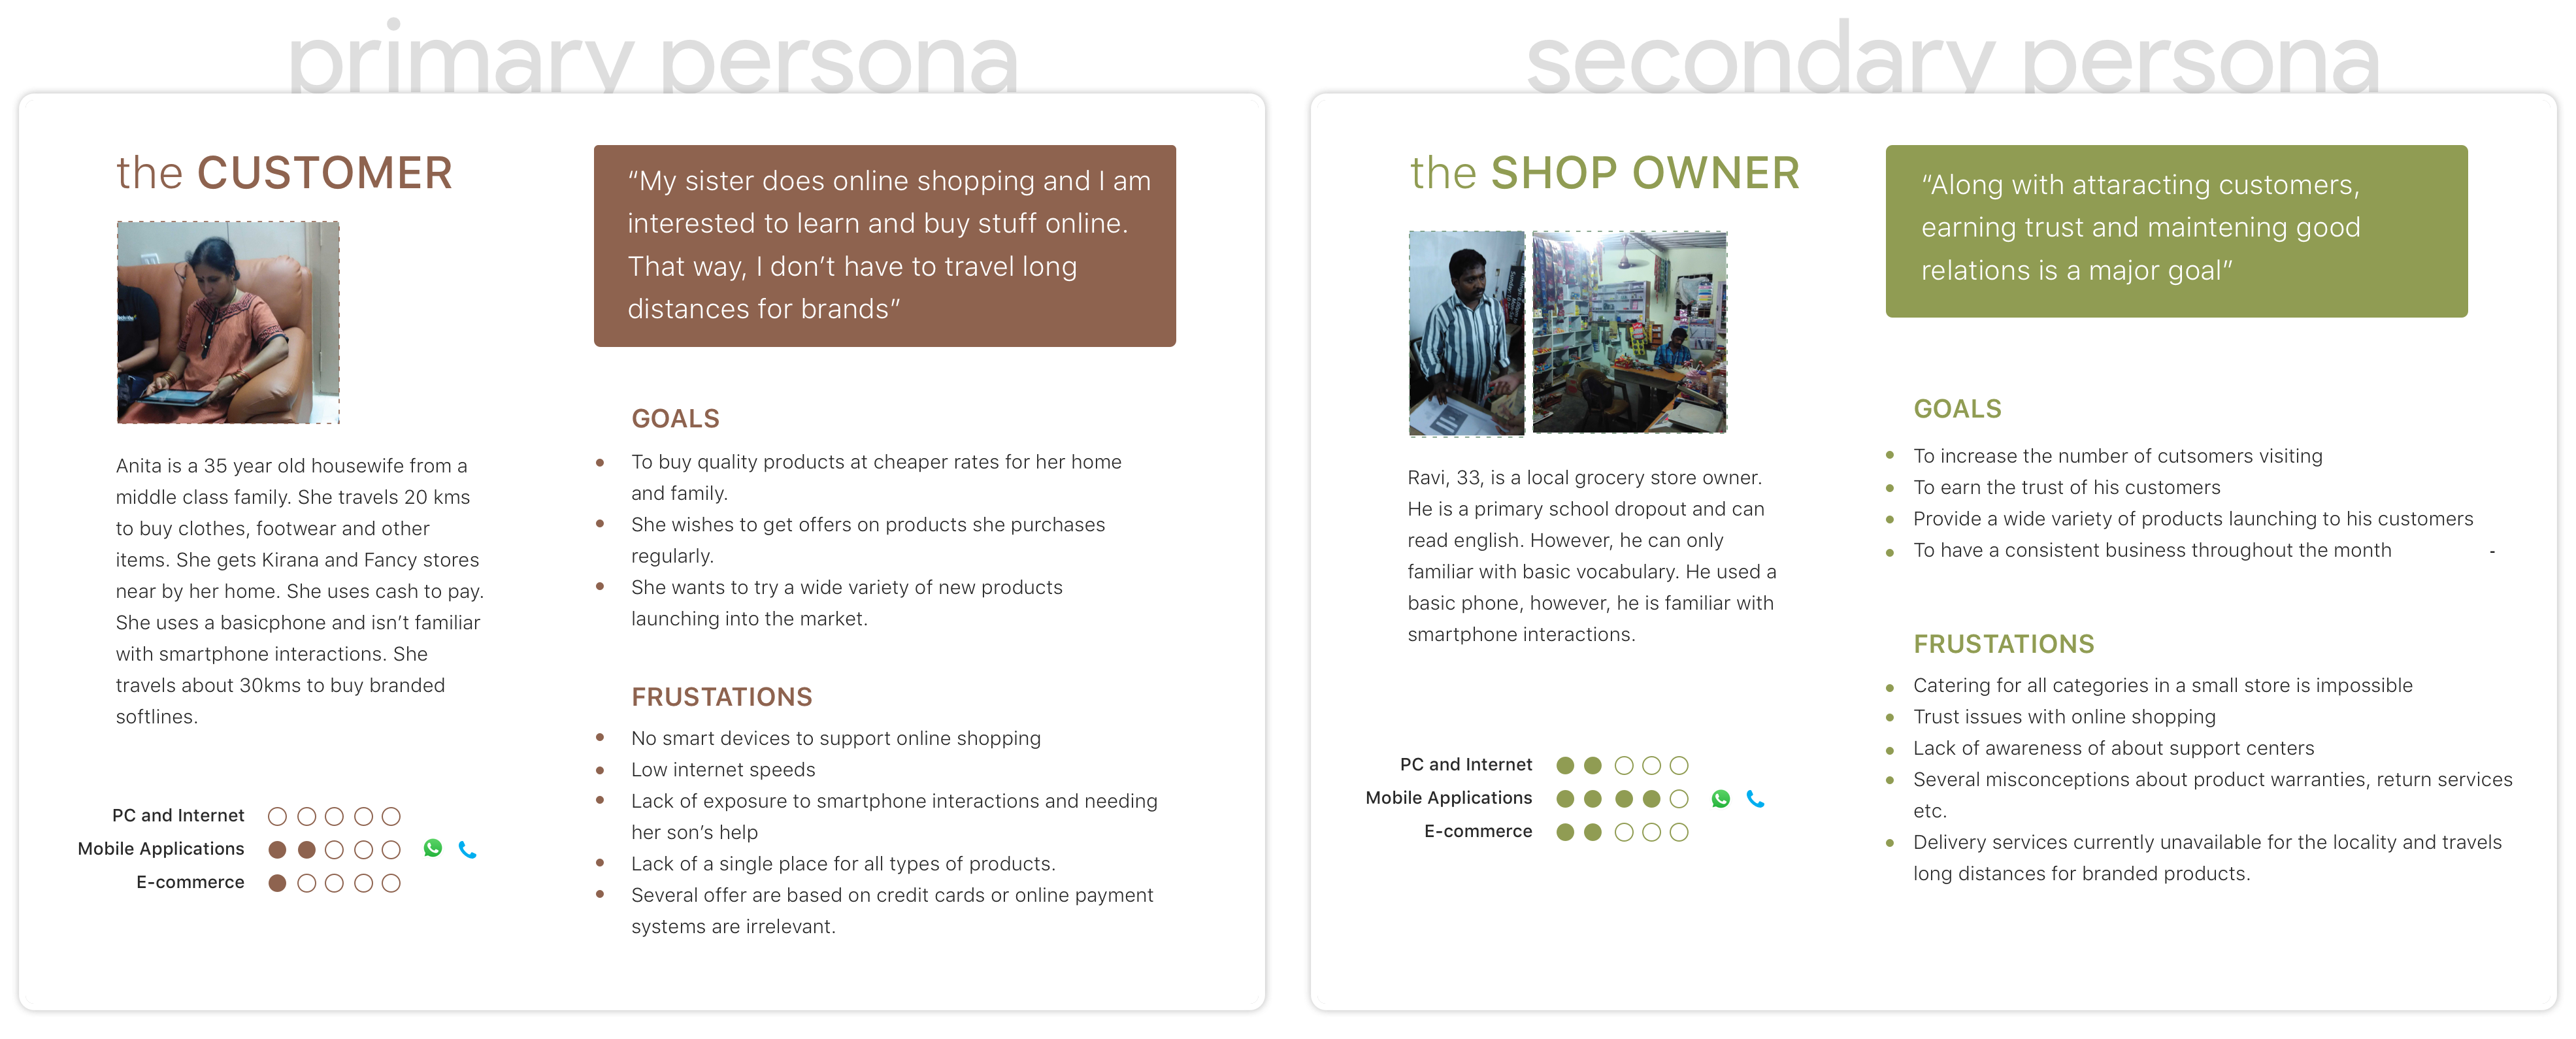 primary persona
the CUSTOMER
“My sister does online shopping and I am
interested to learn and buy stuff online.
That way, I don’t have to travel long
distances for brands”
Anita is a 35 year old housewife from a
middle class family. She travels 20 kms
to buy clothes, footwear and other
items. She gets Kirana and Fancy stores
near by her home. She uses cash to pay.
She uses a basicphone and isn’t familiar
with smartphone interactions. She
travels about 30kms to buy branded
softlines.
PC and Internet
Mobile Applications
E-commerce
GOALS
• To buy quality products at cheaper rates for her home
and family.
• She wishes to get offers on products she purchases
regularly.
• She wants to try a wide variety of new products
launching into the market.
FRUSTATIONS
• No smart devices to support online shopping
• Low internet speeds
• Lack of exposure to smartphone interactions and needing
her son’s help
• Lack of a single place for all types of products.
• Several offer are based on credit cards or online payment
systems are irrelevant.
secondary persona
the SHOP OWNER
“Along with attaracting customers,
earning trust and maintening good
relations is a major goal”
Ravi, 33, is a local grocery store owner.
He is a primary school dropout and can
read english. However, he can only
familiar with basic vocabulary. He used a
basic phone, however, he is familiar with
smartphone interactions.
PC and Internet
Mobile Applications
E-commerce
GOALS
• To increase the number of cutsomers visiting
• To earn the trust of his customers
• Provide a wide variety of products launching to his customers
• To have a consistent business throughout the month -
FRUSTATIONS
• Catering for all categories in a small store is impossible
• Trust issues with online shopping
• Lack of awareness of about support centers
• Several misconceptions about product warranties, return services
etc.
• Delivery services currently unavailable for the locality and travels
long distances for branded products.